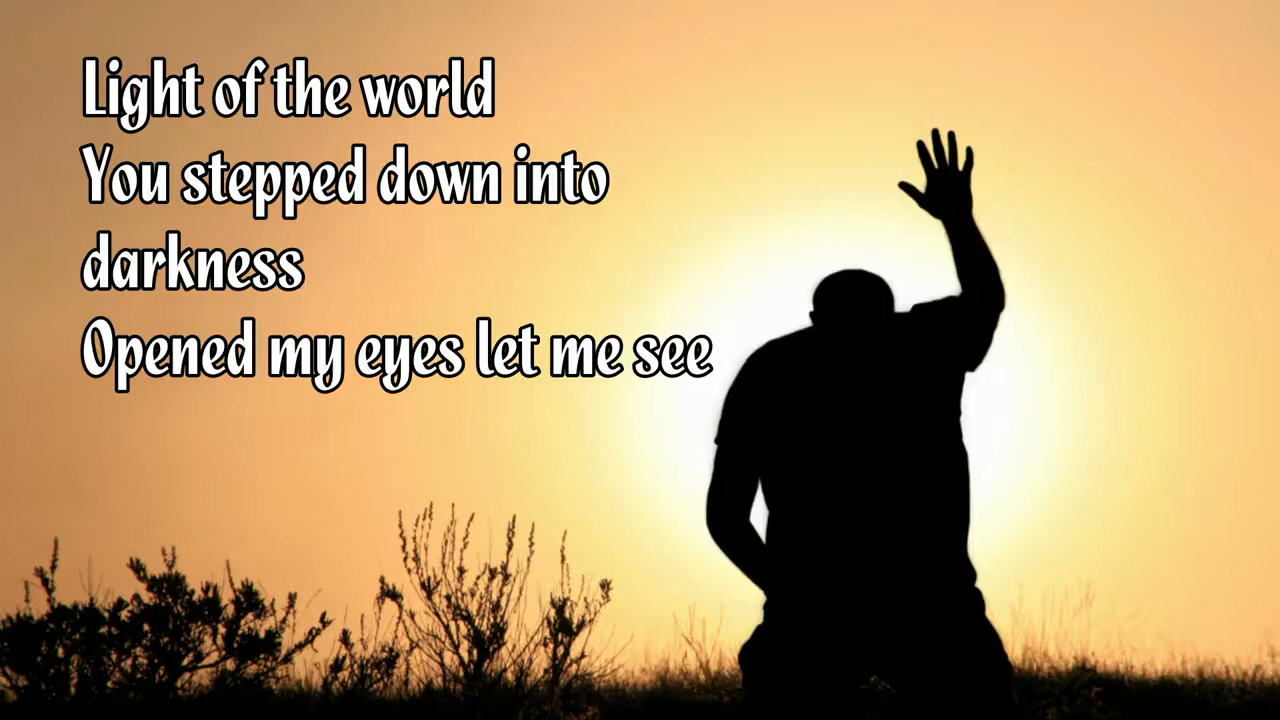 Light of the world
You stepped down into
darkness
Opened my eyes let me see